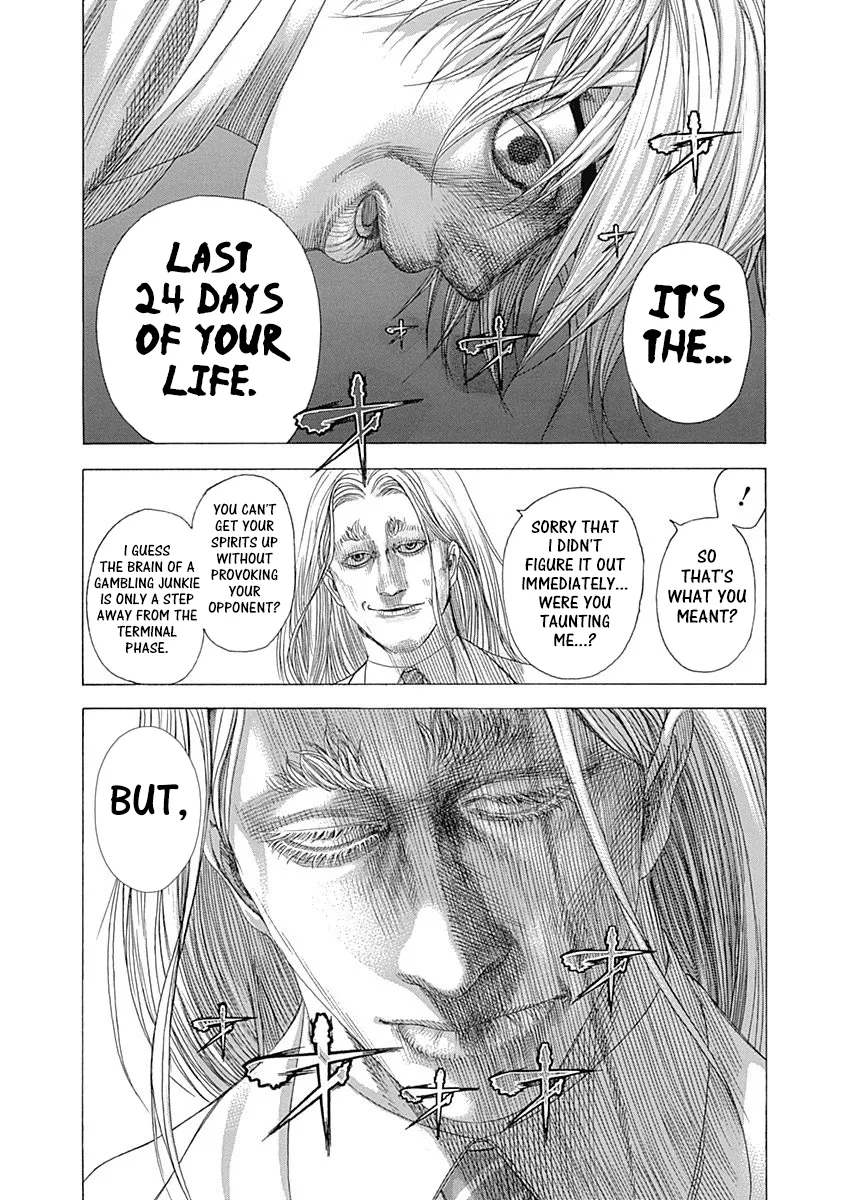 IT'S
THE...
LAST
24 DAYS
OF YOUR
LIFE.
!
SO
THAT'S
WHAT YOU
MEANT?
SORRY THAT
I DIDN'T
FIGURE IT OUT
IMMEDIATELY...
WERE YOU
TAUNTING
ME...?
YOU CAN'T
GET YOUR
SPIRITS UP
WITHOUT
PROVOKING
YOUR
OPPONENT?
I GUESS
THE BRAIN OF A
GAMBLING JUNKIE
IS ONLY A STEP
AWAY FROM THE
TERMINAL
PHASE.
BUT,